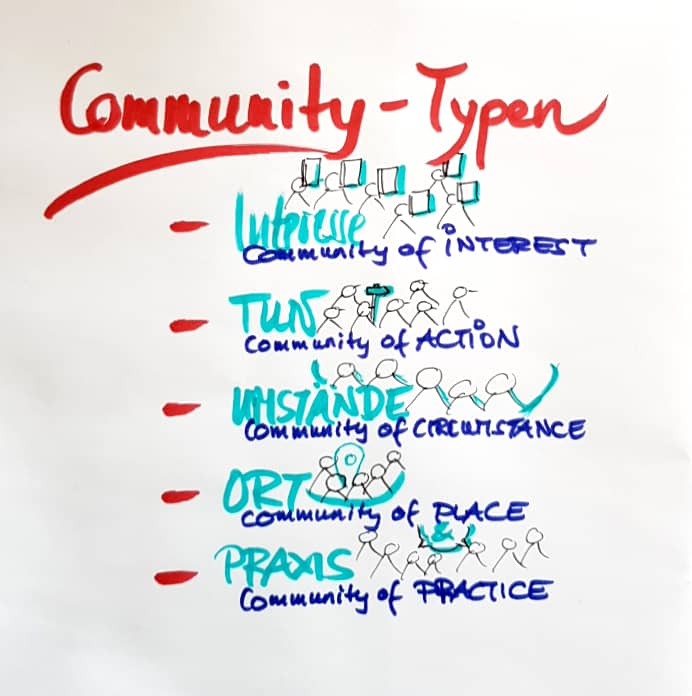 Community - Typen
- Interesse
Community of iNTEREST
- TUN
Community of ACTiON
- UMSTÄNDE
Community of CIRCUMSTANCE
- ORT
Community of PLACE
&
- PRAXIS
Community of PRACTICE